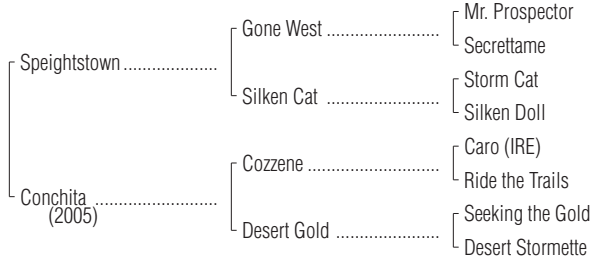 Mr. Prospector
Gone West ........................
Secrettame
Speightstown ....................
Storm Cat
Silken Cat ........................
Silken Doll
Caro (IRE)
Cozzene ............................
Ride the Trails
Conchita ..........................
(2005)
Seeking the Gold
Desert Gold ......................
Desert Stormette